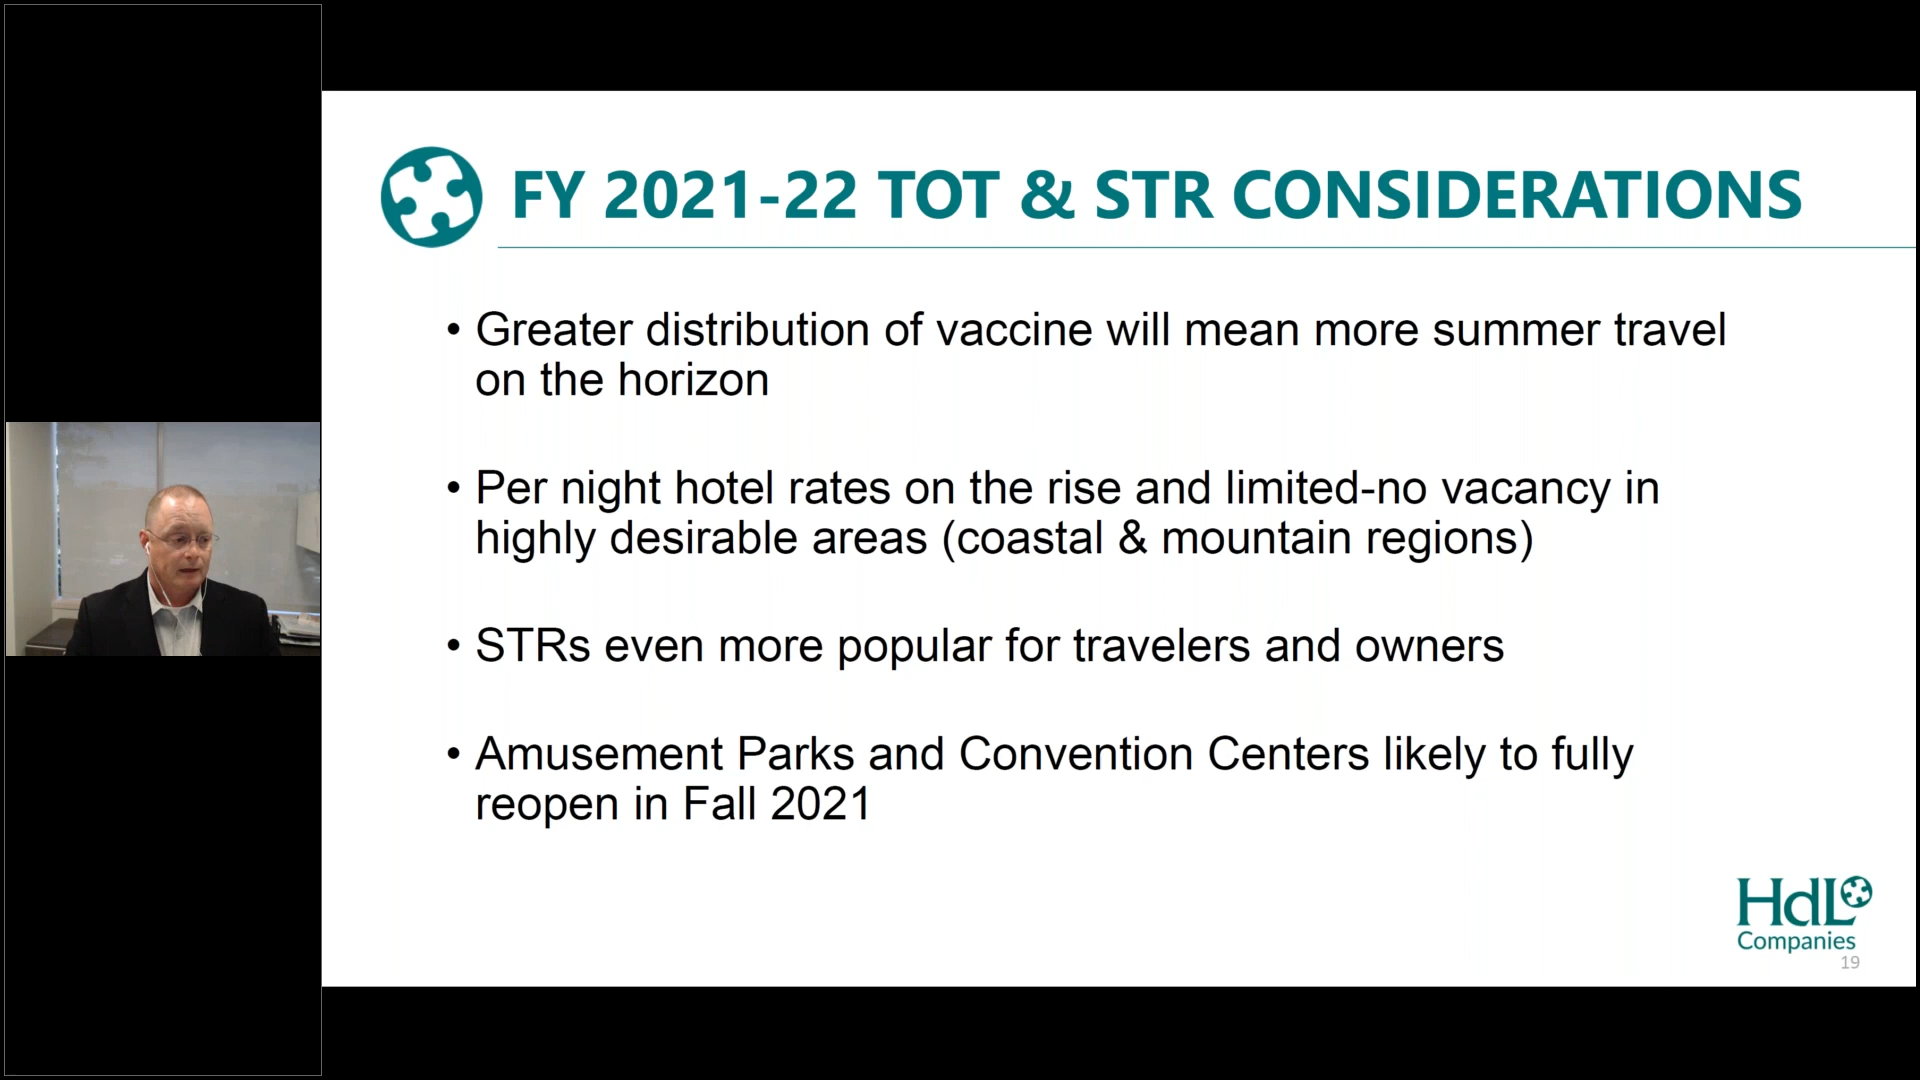 FY 2021-22 TOT & STR CONSIDERATIONS
• Greater distribution of vaccine will mean more summer travel
on the horizon
• Per night hotel rates on the rise and limited-no vacancy in
highly desirable areas (coastal & mountain regions)
• STRs even more popular for travelers and owners
• Amusement Parks and Convention Centers likely to fully
reopen in Fall 2021
HdL
Companies
19